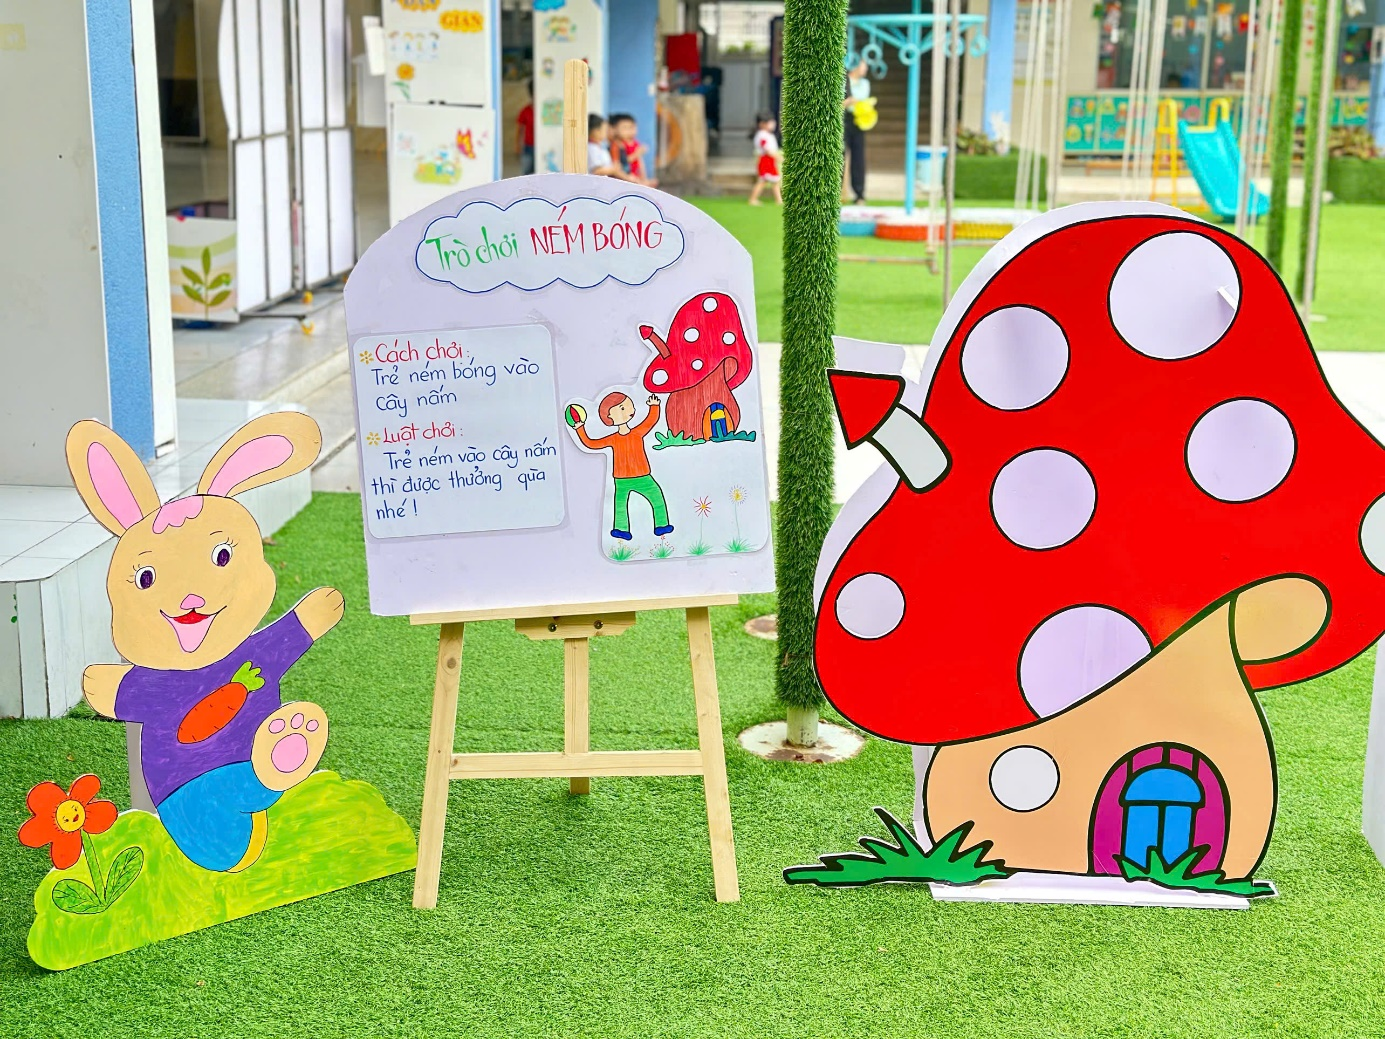 GIAN
Trò chơi NÉM BÓNG
Cách chơi:
Trẻ ném bóng vào
Cây nấm
Luật chơi:
Trẻ ném vào cây nấm
thì được thưởng qùa
nhé!